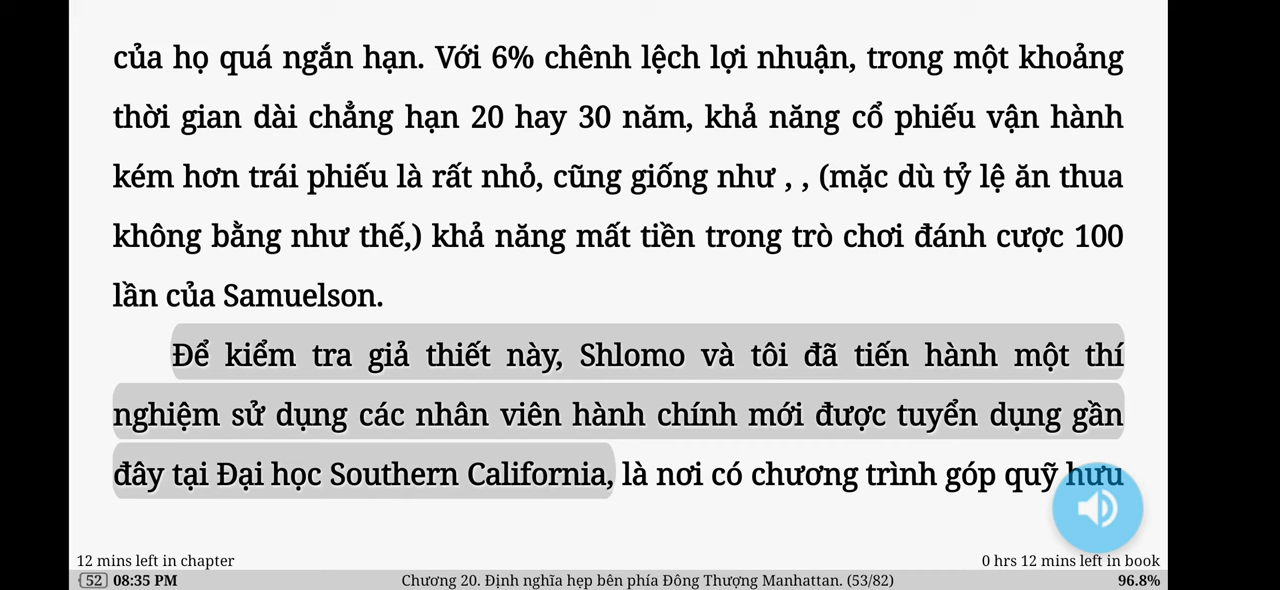 của họ quá ngắn hạn. Với 6% chênh lệch lợi nhuận, trong một khoảng
thời gian dài chẳng hạn 20 hay 30 năm, khả năng cổ phiếu vận hành
kém hơn trái phiếu là rất nhỏ, cũng giống như , , (mặc dù tỷ lệ ăn thua
không bằng như thế,) khả năng mất tiền trong trò chơi đánh cược 100
lần của Samuelson.
Để kiểm tra giả thiết này, Shlomo và tôi đã tiến hành một thí
nghiệm sử dụng các nhân viên hành chính mới được tuyển dụng gần
đây tại Đại học Southern California, là nơi có chương trình góp quỹ hưu
12 mins left in chapter
0 hrs 12 mins left in book
52 08:35 PM
Chương 20. Định nghĩa hẹp bên phía Đông Thượng Manhattan. (53/82)
96.8%